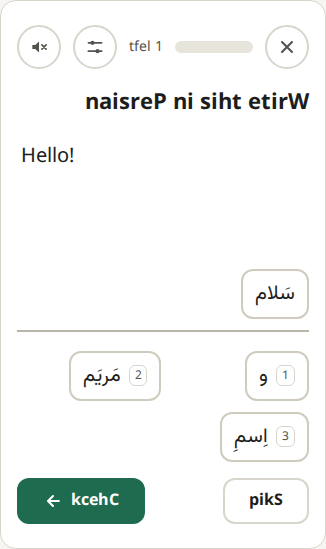 tfel 1
naisreP ni siht etirW
Hello!
سَلام
1 و
2 مَریَم
3 اِسمِ
kcehC
pikS